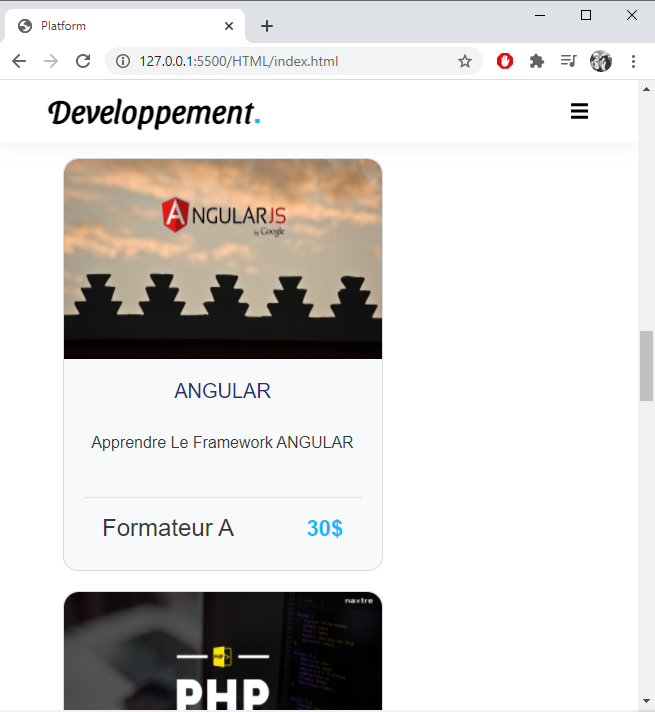 Platform
127.0.0.1:5500/HTML/index.html
Developpement.
ANGULARJS
by Google
ANGULAR
Apprendre Le Framework ANGULAR
Formateur A 30$
naxtre
PHP
PHP